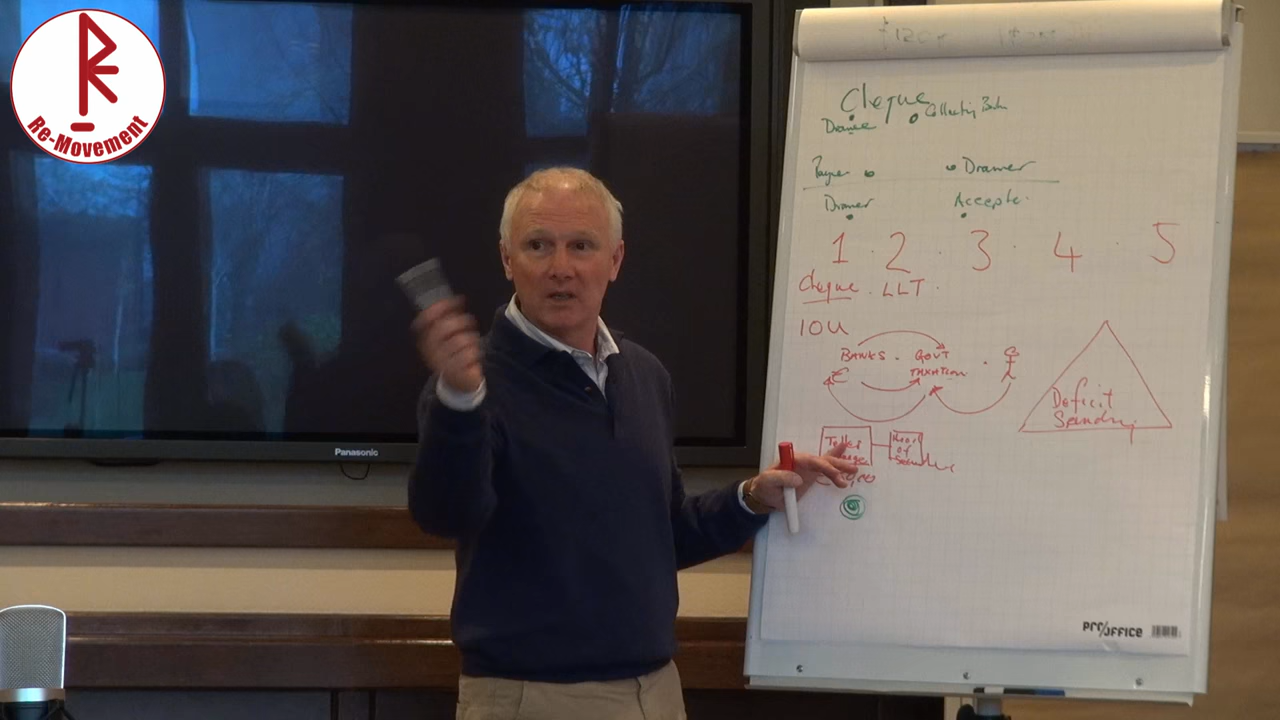 Re-Movement
Panasonic
Cheque
Drawee Collecting Bank
Payee Drawer
Drawer Acceptor
1 . 2 . 3 . 4 . 5
Cheque . LLT .
IOU
BANKS . GOVT
TAXATION
€
Deficit
Spending
of
PRO/OFFICE